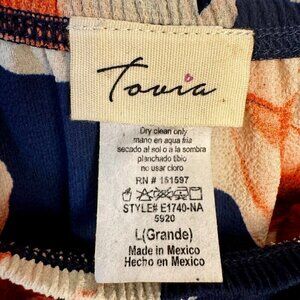 Tovia
Dry clean only
mano en aqua fria
secado al sol o a la sombra
planchado tibio
no usar cloro
RN # 151597
STYLE# E1740-NA
5920
L(Grande)
Made in Mexico
Hecho en Mexico